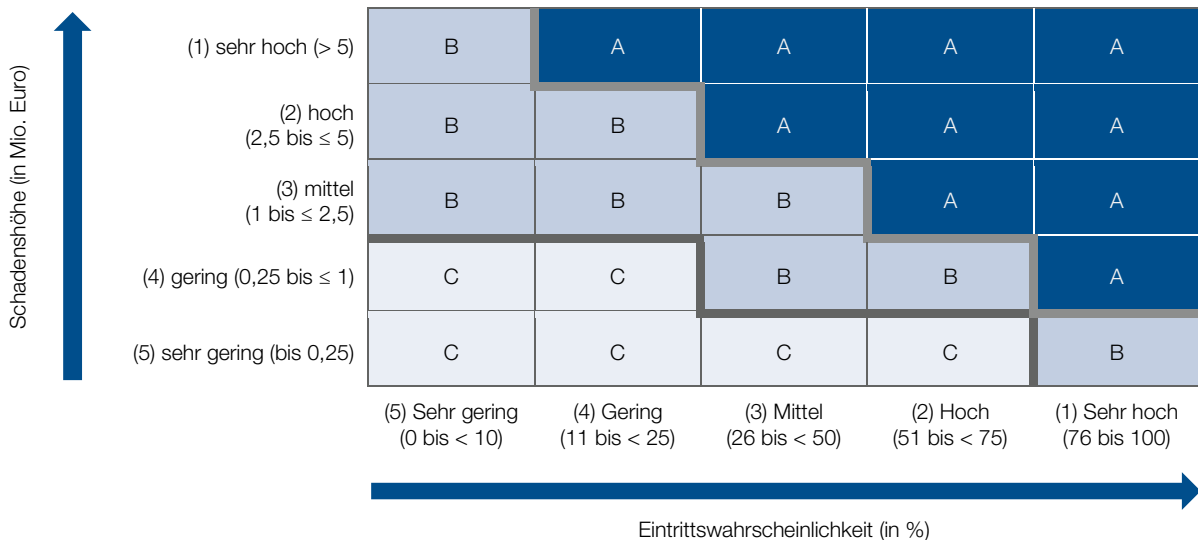 Schadenshöhe (in Mio. Euro)
(1) sehr hoch (> 5)
B
A
A
A
A
(2) hoch
(2,5 bis ≤ 5)
B
B
A
A
A
(3) mittel
(1 bis ≤ 2,5)
B
B
B
A
A
(4) gering (0,25 bis ≤ 1)
C
C
B
B
A
(5) sehr gering (bis 0,25)
C
C
C
C
B
(5) Sehr gering
(0 bis < 10)
(4) Gering
(11 bis < 25)
(3) Mittel
(26 bis < 50)
(2) Hoch
(51 bis < 75)
(1) Sehr hoch
(76 bis 100)
Eintrittswahrscheinlichkeit (in %)